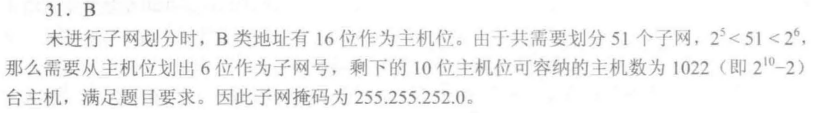 31．B
未进行子网划分时，B 类地址有 16 位作为主机位。由于共需要划分 51 个子网，2⁵<51<2⁶，
那么需要从主机位划出 6 位作为子网号，剩下的 10 位主机位可容纳的主机数为 1022（即 2¹⁰−2）
台主机，满足题目要求。因此子网掩码为 255.255.252.0。